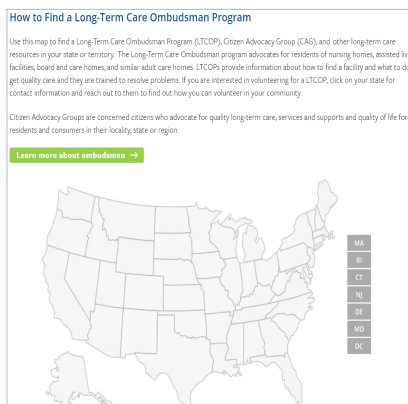 How to Find a Long-Term Care Ombudsman Program
Use this map to find a Long-Term Care Ombudsman Program (LTCOP), Citizen Advocacy Group (CAG), and other long-term care
resources in your state or territory. The Long-Term Care Ombudsman program advocates for residents of nursing homes, assisted livi
facilities, board and care homes, and similar adult care homes. LTCOPs provide information about how to find a facility and what to do
get quality care and they are trained to resolve problems. If you are interested in volunteering for a LTCOP, click on your state for
contact information and reach out to them to find out how you can volunteer in your community.
Citizen Advocacy Groups are concerned citizens who advocate for quality long-term care, services and supports and quality of life for
residents and consumers in their locality, state or region.
Learn more about ombudsmen →
MA
RI
CT
NJ
DE
MD
DC